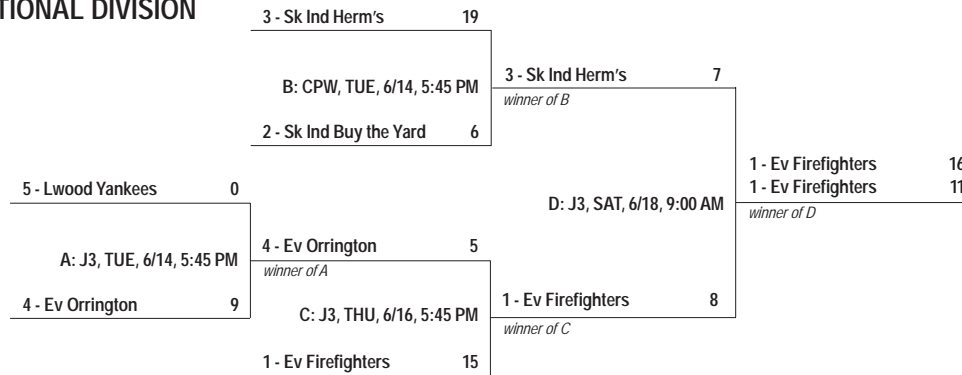 TIONAL DIVISION
3 - Sk Ind Herm's 19
B: CPW, TUE, 6/14, 5:45 PM
2 - Sk Ind Buy the Yard 6
3 - Sk Ind Herm's 7
winner of B
5 - Lwood Yankees 0
A: J3, TUE, 6/14, 5:45 PM
4 - Ev Orrington 9
4 - Ev Orrington 5
winner of A
C: J3, THU, 6/16, 5:45 PM
1 - Ev Firefighters 15
D: J3, SAT, 6/18, 9:00 AM
1 - Ev Firefighters 8
winner of C
1 - Ev Firefighters 16
1 - Ev Firefighters 11
winner of D